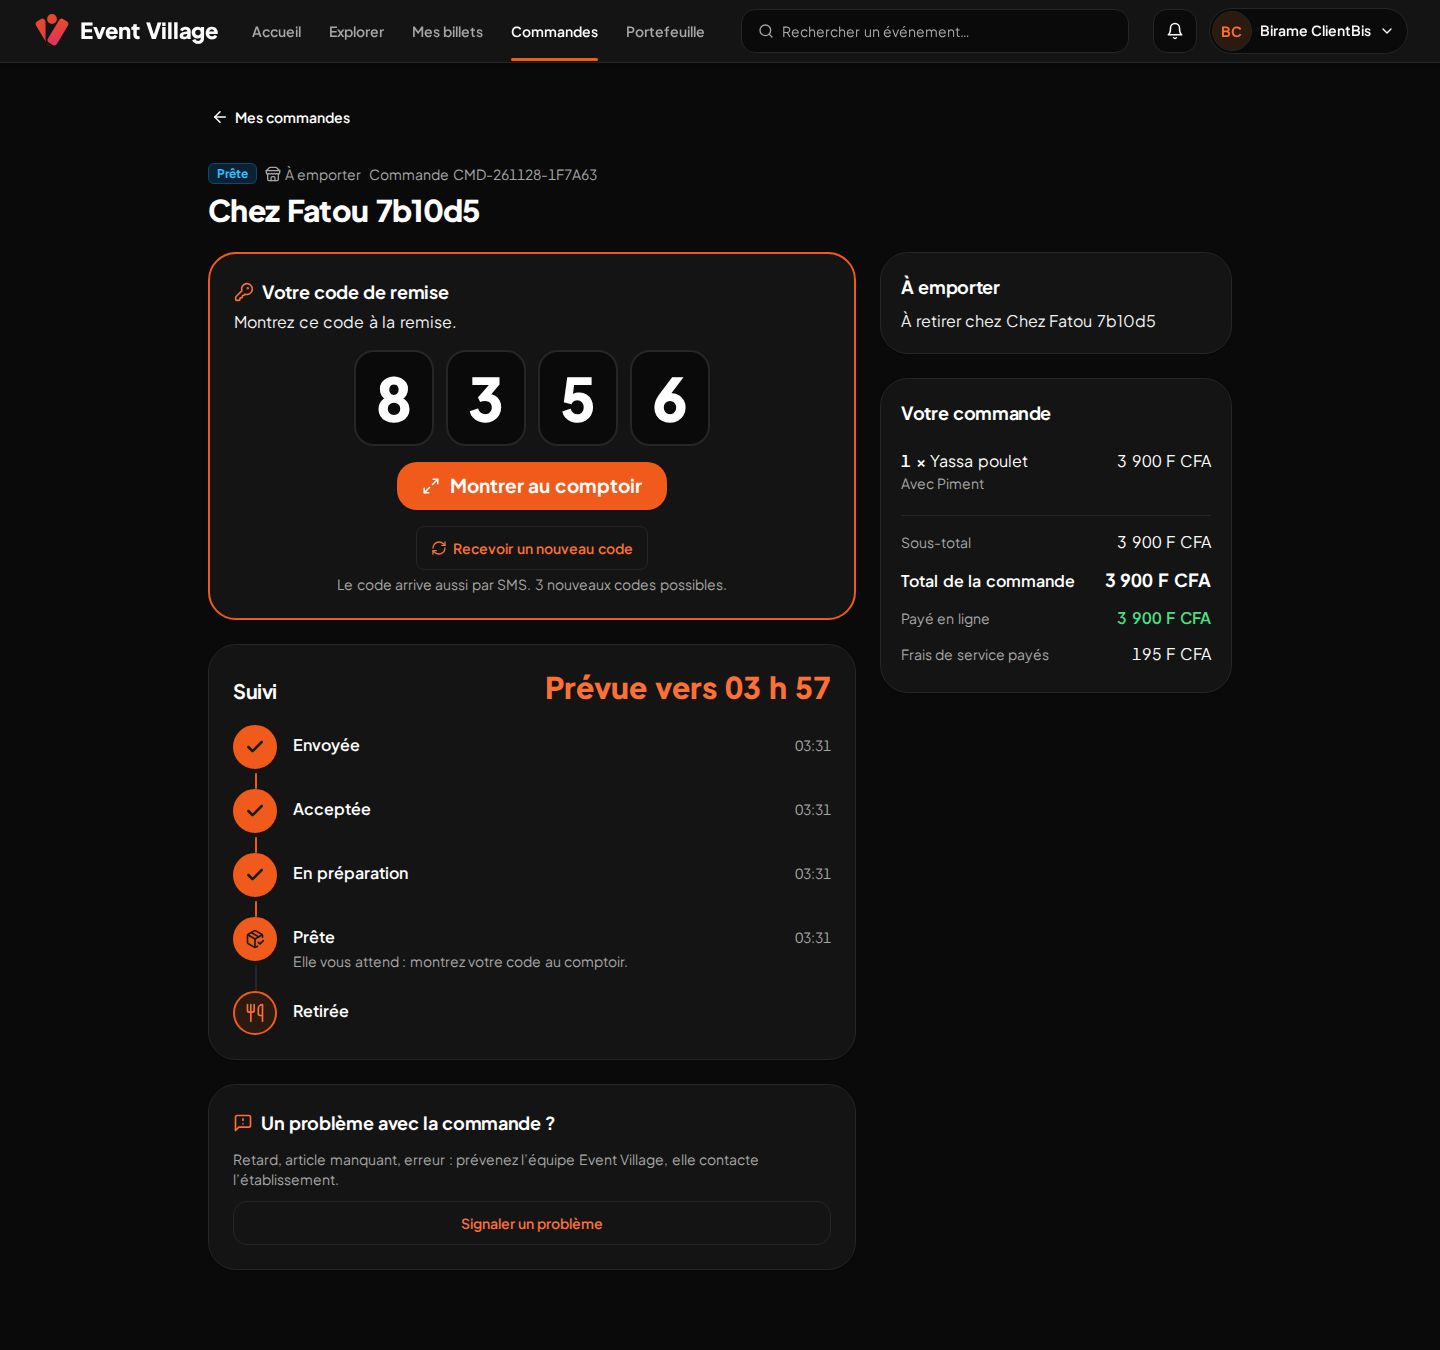 Event Village
Accueil
Explorer
Mes billets
Commandes
Portefeuille
Rechercher un événement…
BC
Birame ClientBis
Mes commandes
Prête
À emporter
Commande CMD-261128-1F7A63
Chez Fatou 7b10d5
Votre code de remise
Montrez ce code à la remise.
8 3 5 6
Montrer au comptoir
Recevoir un nouveau code
Le code arrive aussi par SMS. 3 nouveaux codes possibles.
À emporter
À retirer chez Chez Fatou 7b10d5
Votre commande
1 × Yassa poulet 3 900 F CFA
Avec Piment
Sous-total 3 900 F CFA
Total de la commande 3 900 F CFA
Payé en ligne 3 900 F CFA
Frais de service payés 195 F CFA
Suivi
Prévue vers 03 h 57
Envoyée 03:31
Acceptée 03:31
En préparation 03:31
Prête 03:31
Elle vous attend : montrez votre code au comptoir.
Retirée
Un problème avec la commande ?
Retard, article manquant, erreur : prévenez l’équipe Event Village, elle contacte
l’établissement.
Signaler un problème